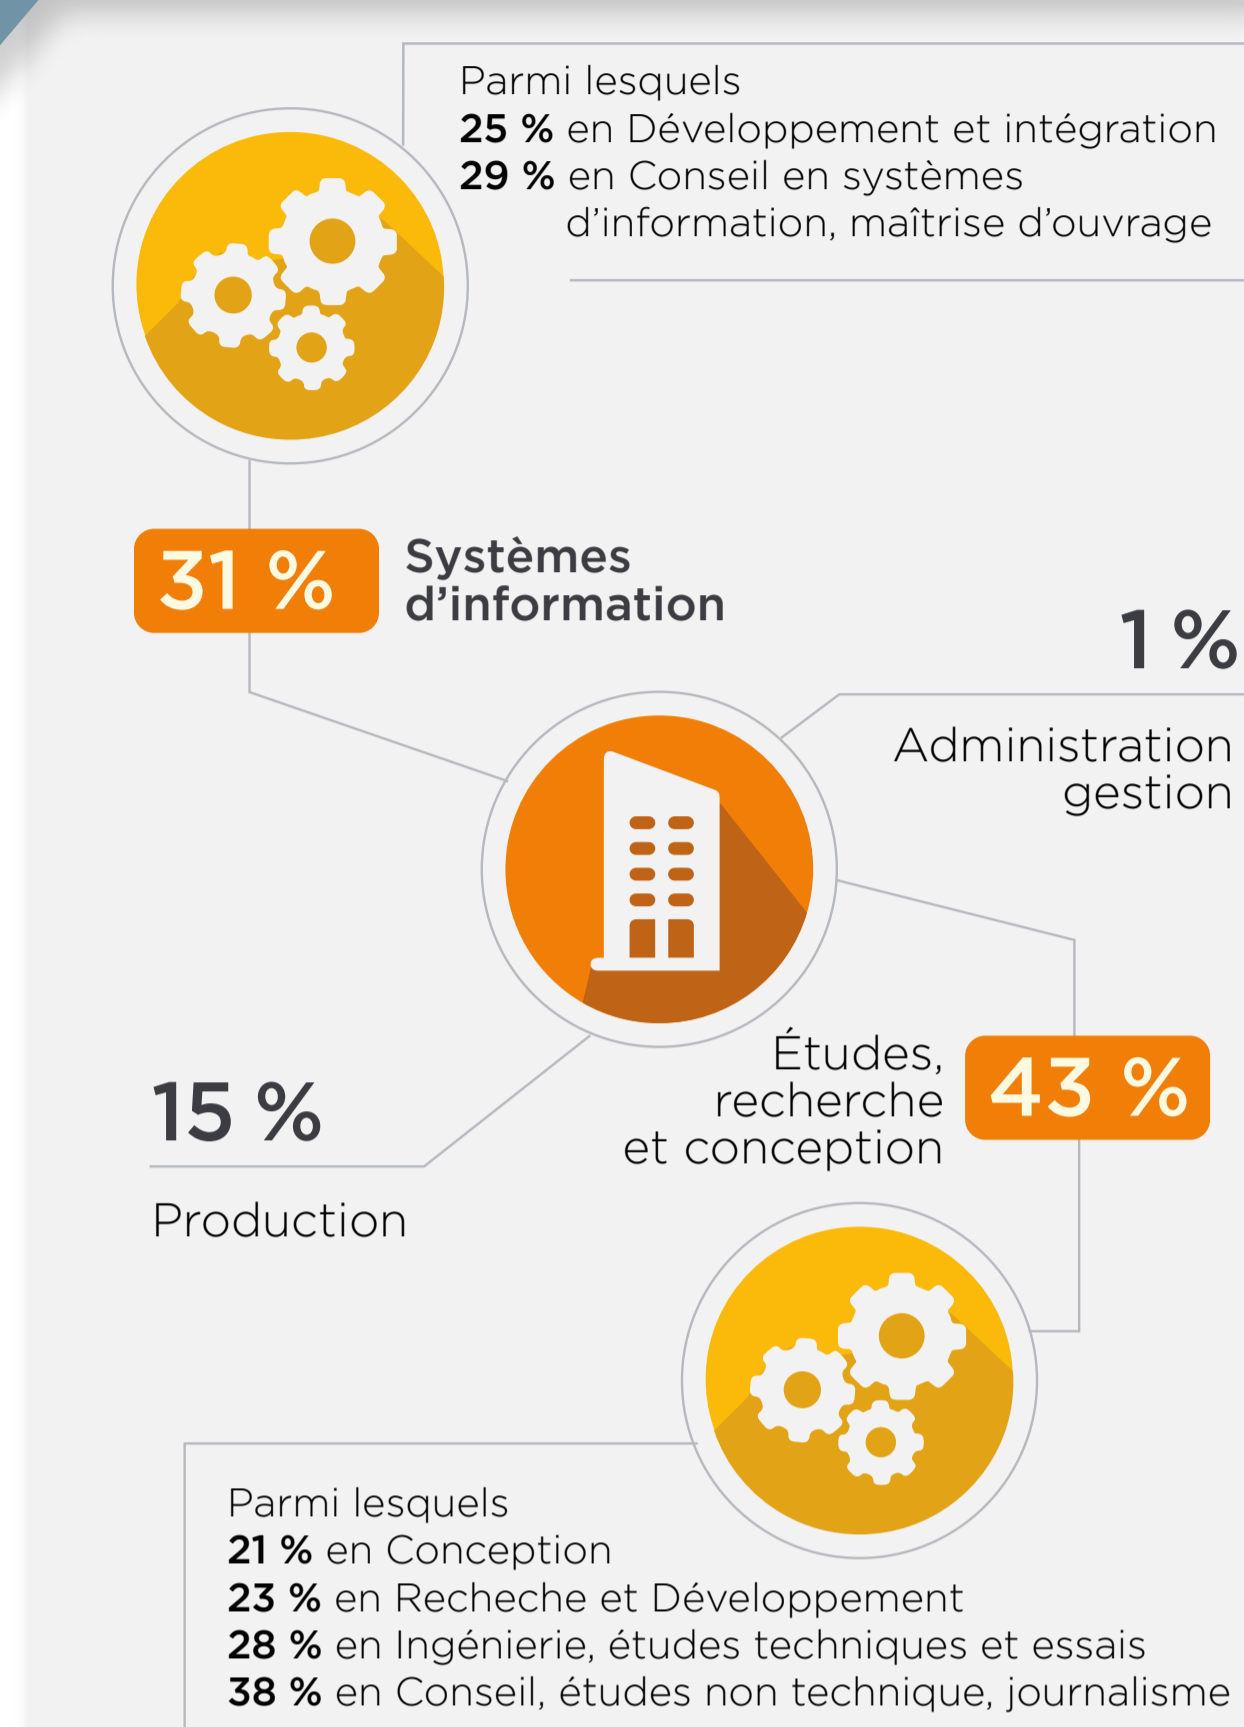 Parmi lesquels
25 % en Développement et intégration
29 % en Conseil en systèmes
d’information, maîtrise d’ouvrage
31 %
Systèmes
d’information
1 %
Administration
gestion
15 %
Production
Études,
recherche
et conception
43 %
Parmi lesquels
21 % en Conception
23 % en Recheche et Développement
28 % en Ingénierie, études techniques et essais
38 % en Conseil, études non technique, journalisme